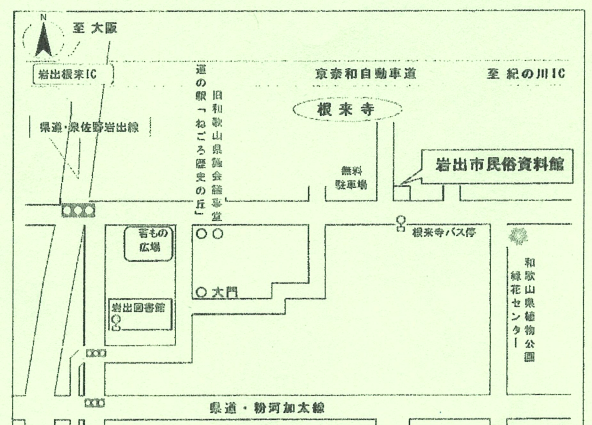 N
至 大阪
岩出根来IC
京奈和自動車道
至 紀の川IC
県道・泉佐野岩出線
道の駅「ねごろ歴史の丘」
旧和歌山県議会議事堂
根来寺
無料
駐車場
岩出市民俗資料館
若もの
広場
根来寺バス停
大門
岩出図書館
和歌山県植物公園
緑花センター
県道・粉河加太線